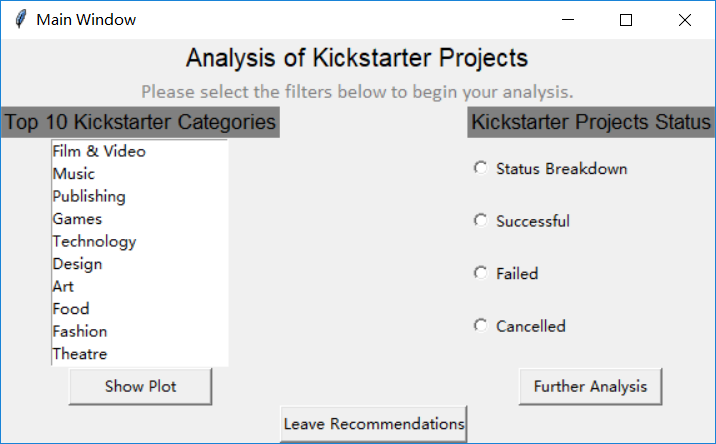 Main Window
Analysis of Kickstarter Projects
Please select the filters below to begin your analysis.
Top 10 Kickstarter Categories
Kickstarter Projects Status
Film & Video
Music
Publishing
Games
Technology
Design
Art
Food
Fashion
Theatre
Status Breakdown
Successful
Failed
Cancelled
Show Plot
Further Analysis
Leave Recommendations